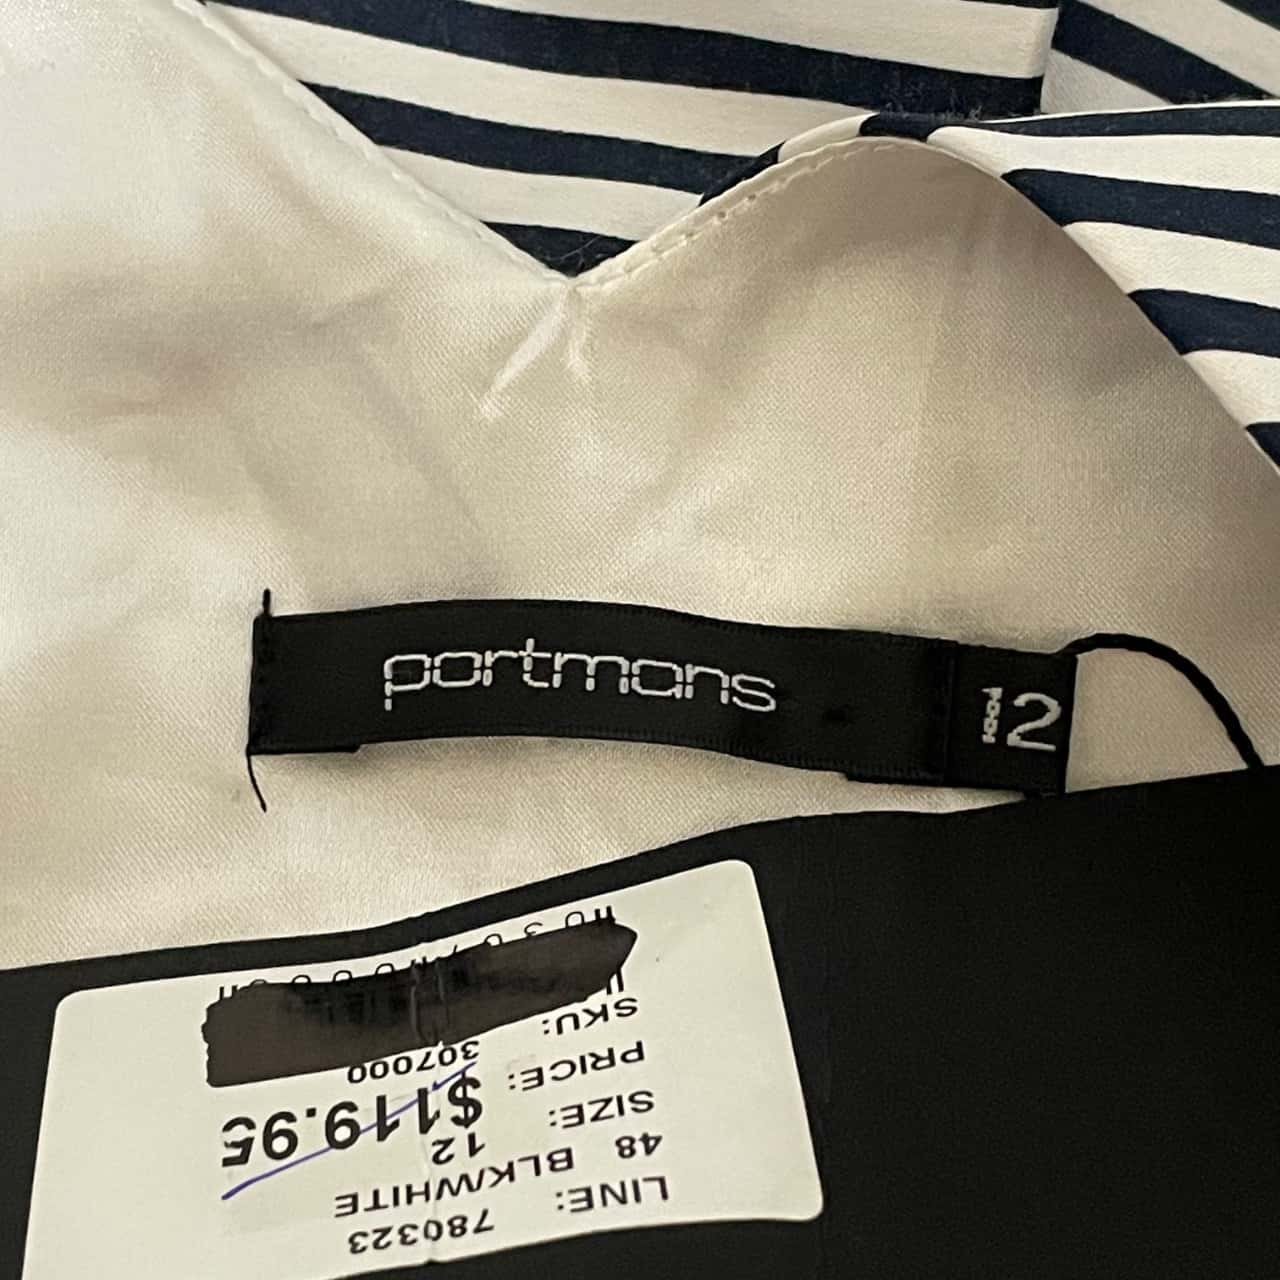 portmans
12
LINE: 780323
48 BLK/WHITE
SIZE: 12
PRICE: $119.95
SKU: 307000